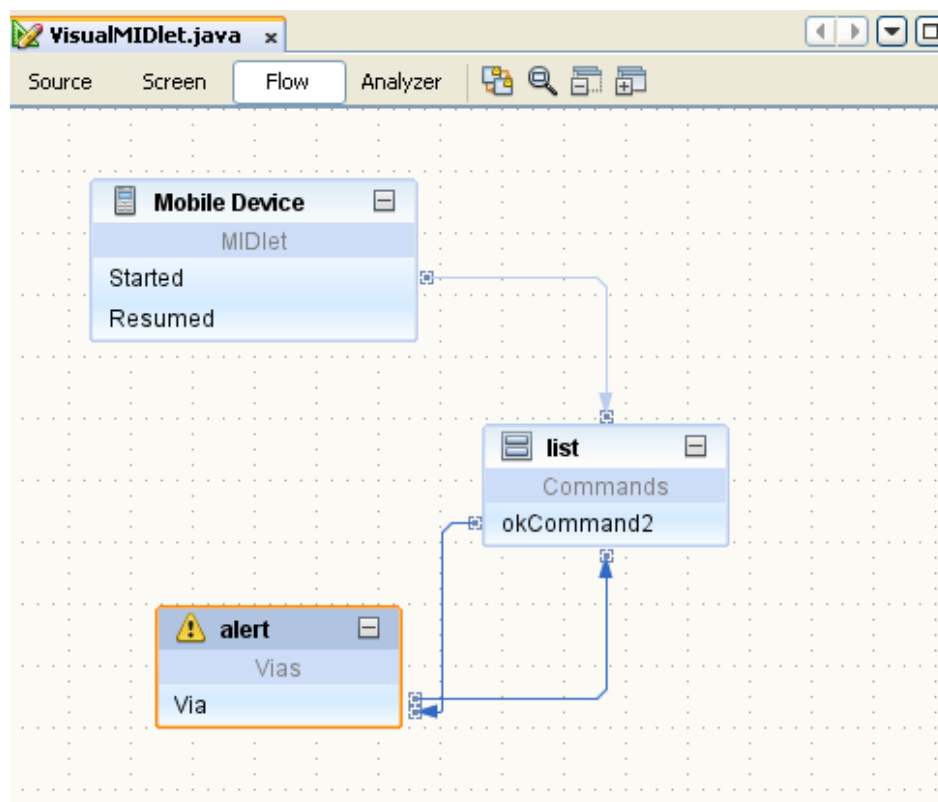 VisualMIDlet.java x
Source Screen Flow Analyzer
Mobile Device
MIDlet
Started
Resumed
list
Commands
okCommand2
alert
Vias
Via